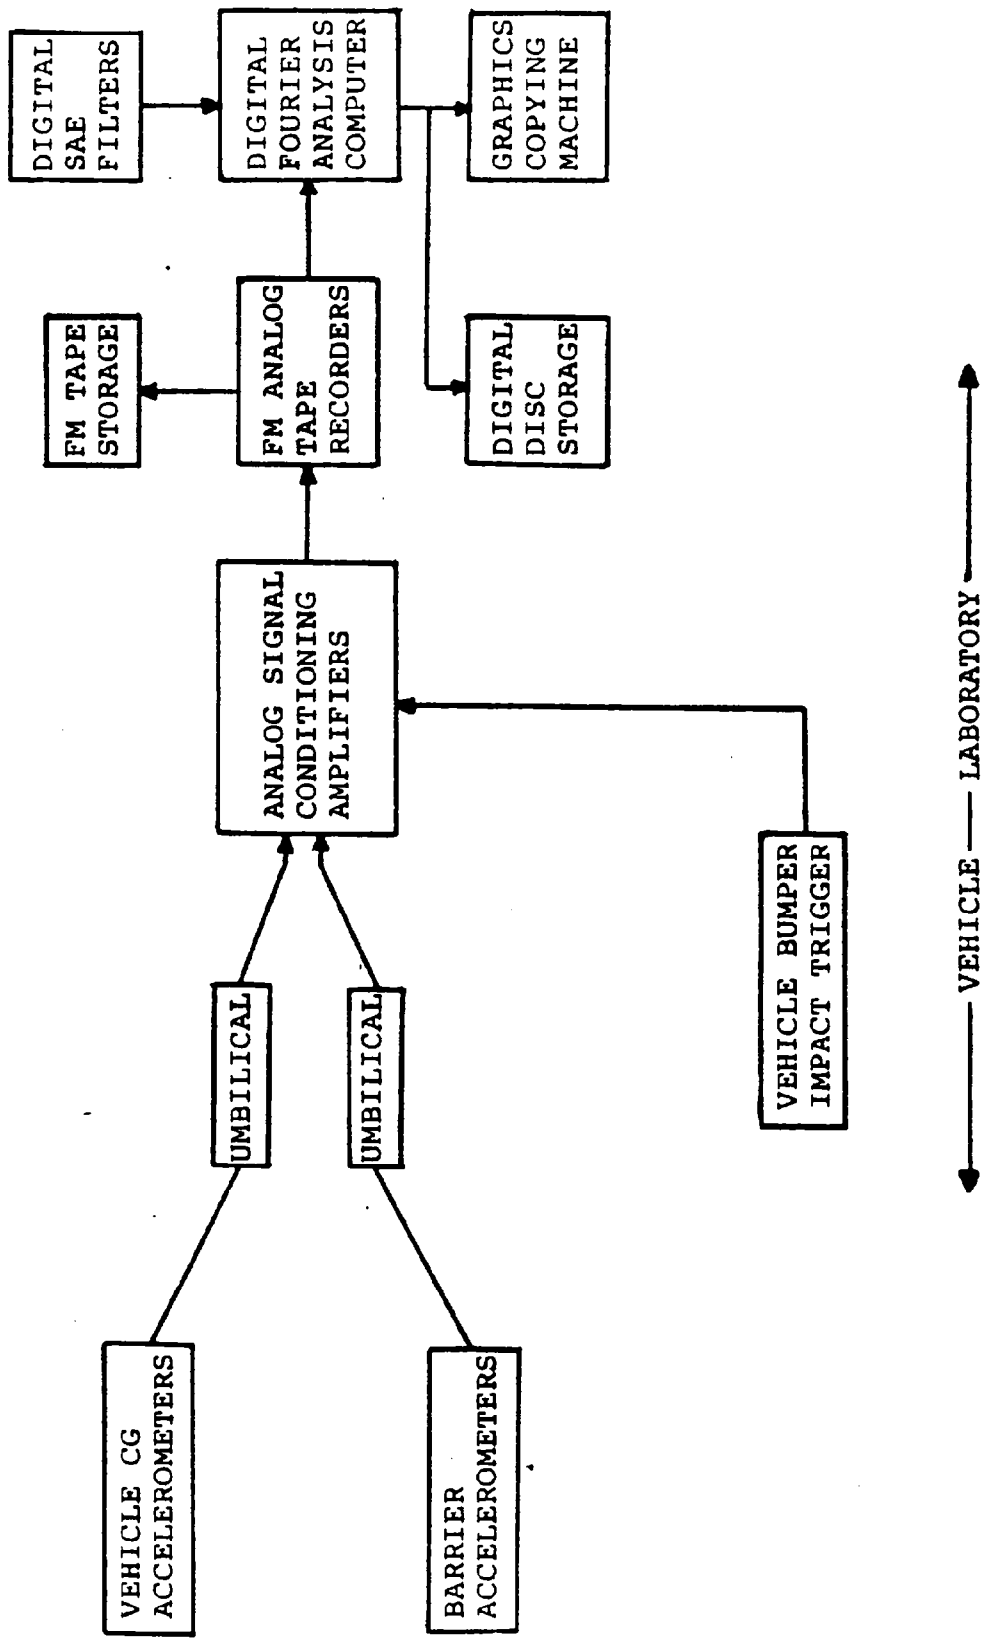 VEHICLE CG
ACCELEROMETERS
BARRIER
ACCELEROMETERS
UMBILICAL
UMBILICAL
VEHICLE BUMPER
IMPACT TRIGGER
ANALOG SIGNAL
CONDITIONING
AMPLIFIERS
FM TAPE
STORAGE
FM ANALOG
TAPE
RECORDERS
DIGITAL
DISC
STORAGE
DIGITAL
SAE
FILTERS
DIGITAL
FOURIER
ANALYSIS
COMPUTER
GRAPHICS
COPYING
MACHINE
VEHICLE — LABORATORY